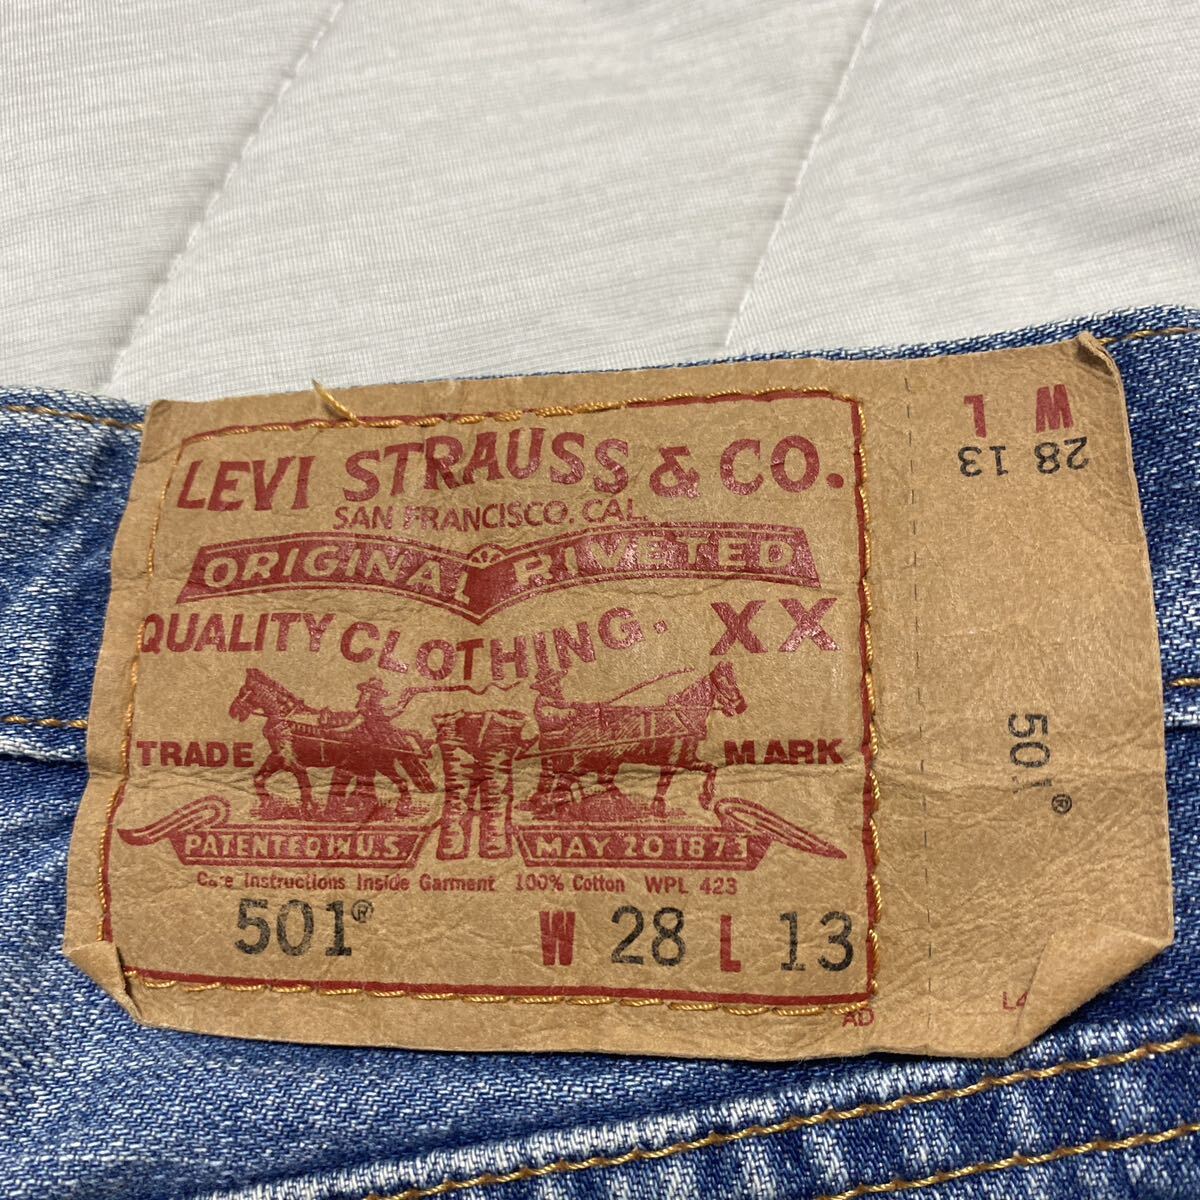 LEVI STRAUSS & CO.
SAN FRANCISCO, CAL.
ORIGINAL RIVETED
QUALITY CLOTHING. XX
TRADE MARK
PATENTED IN U.S. MAY 20 1873
Care Instructions Inside Garment 100% Cotton WPL 423
501® W 28 L 13
AD
W L
28 13
501®